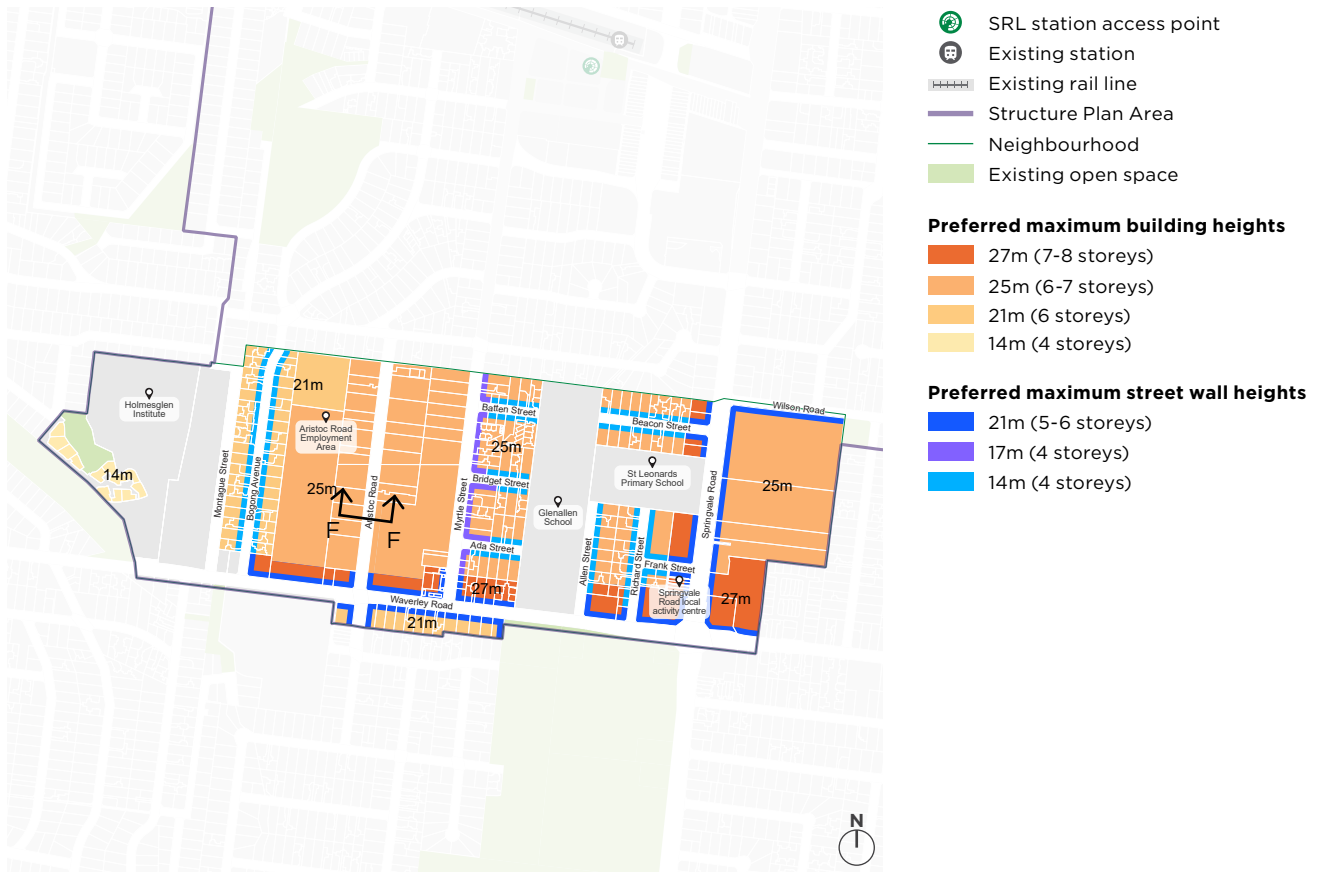 SRL station access point
Existing station
Existing rail line
Structure Plan Area
Neighbourhood
Existing open space
Preferred maximum building heights
27m (7-8 storeys)
25m (6-7 storeys)
21m (6 storeys)
14m (4 storeys)
Preferred maximum street wall heights
21m (5-6 storeys)
17m (4 storeys)
14m (4 storeys)
Holmesglen
Institute
14m
Montague Street
Bogong Avenue
21m
Aristoc Road
Employment
Area
25m
F
F
Aristoc Road
Myrtle Street
Batten Street
25m
Bridget Street
Ada Street
27m
Waverley Road
21m
Glenallen
School
Beacon Street
St Leonards
Primary School
Allen Street
Richard Street
Frank Street
Springvale
Road local
activity centre
Springvale Road
Wilson Road
25m
27m
N